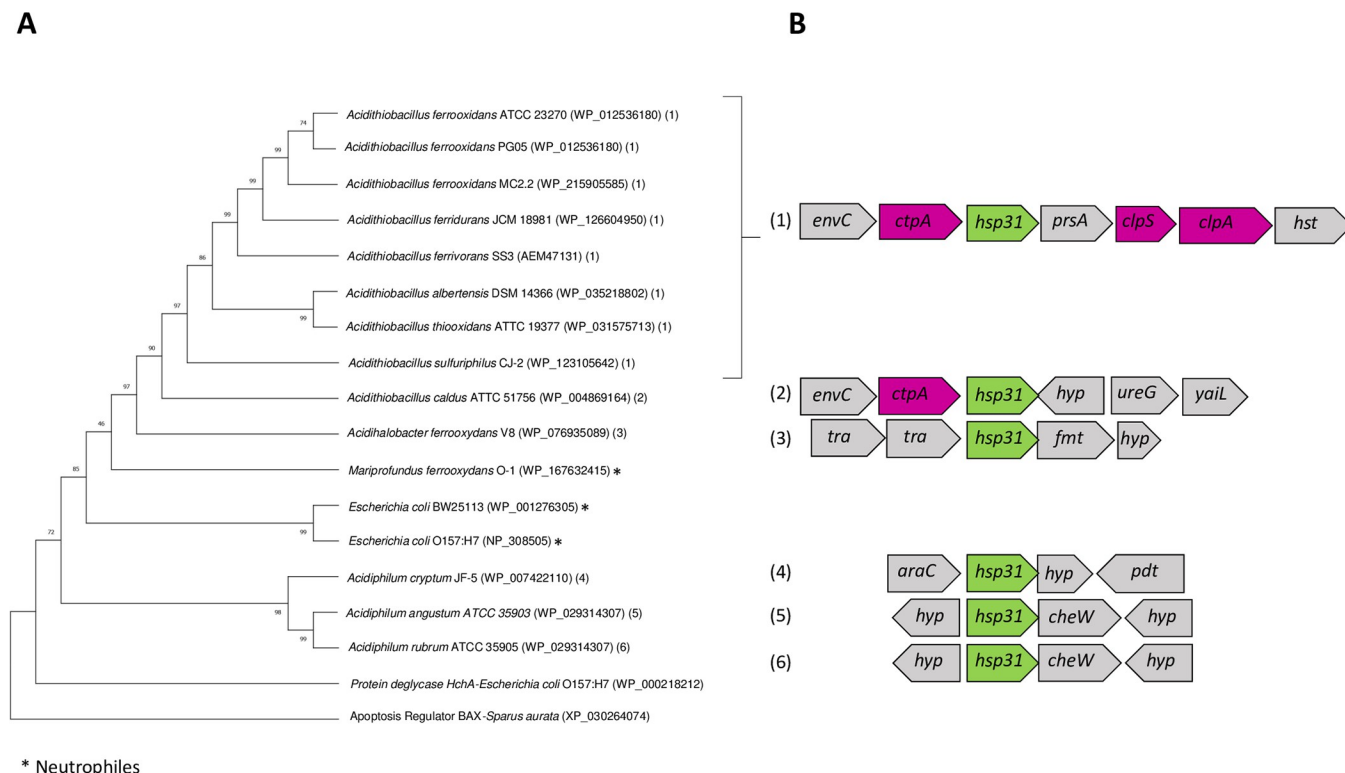 A
B
Acidithiobacillus ferrooxidans ATCC 23270 (WP_012536180) (1)
74
Acidithiobacillus ferrooxidans PG05 (WP_012536180) (1)
99
Acidithiobacillus ferrooxidans MC2.2 (WP_215905585) (1)
99
Acidithiobacillus ferridurans JCM 18981 (WP_126604950) (1)
99
(1) envC ctpA hsp31 prsA clpS clpA hst
Acidithiobacillus ferrivorans SS3 (AEM47131) (1)
86
Acidithiobacillus albertensis DSM 14366 (WP_035218802) (1)
97
99
Acidithiobacillus thiooxidans ATTC 19377 (WP_031575713) (1)
90
Acidithiobacillus sulfuriphilus CJ-2 (WP_123105642) (1)
97
Acidithiobacillus caldus ATTC 51756 (WP_004869164) (2)
(2) envC ctpA hsp31 hyp ureG yaiL
46
Acidihalobacter ferrooxydans V8 (WP_076935089) (3)
(3) tra tra hsp31 fmt hyp
85
Mariprofundus ferrooxydans O-1 (WP_167632415) *
Escherichia coli BW25113 (WP_001276305) *
72
99
Escherichia coli O157:H7 (NP_308505) *
Acidiphilum cryptum JF-5 (WP_007422110) (4)
(4) araC hsp31 hyp pdt
98
Acidiphilum angustum ATCC 35903 (WP_029314307) (5)
(5) hyp hsp31 cheW hyp
99
Acidiphilum rubrum ATCC 35905 (WP_029314307) (6)
(6) hyp hsp31 cheW hyp
Protein deglycase HchA-Escherichia coli O157:H7 (WP_000218212)
Apoptosis Regulator BAX-Sparus aurata (XP_030264074)
* Neutrophiles